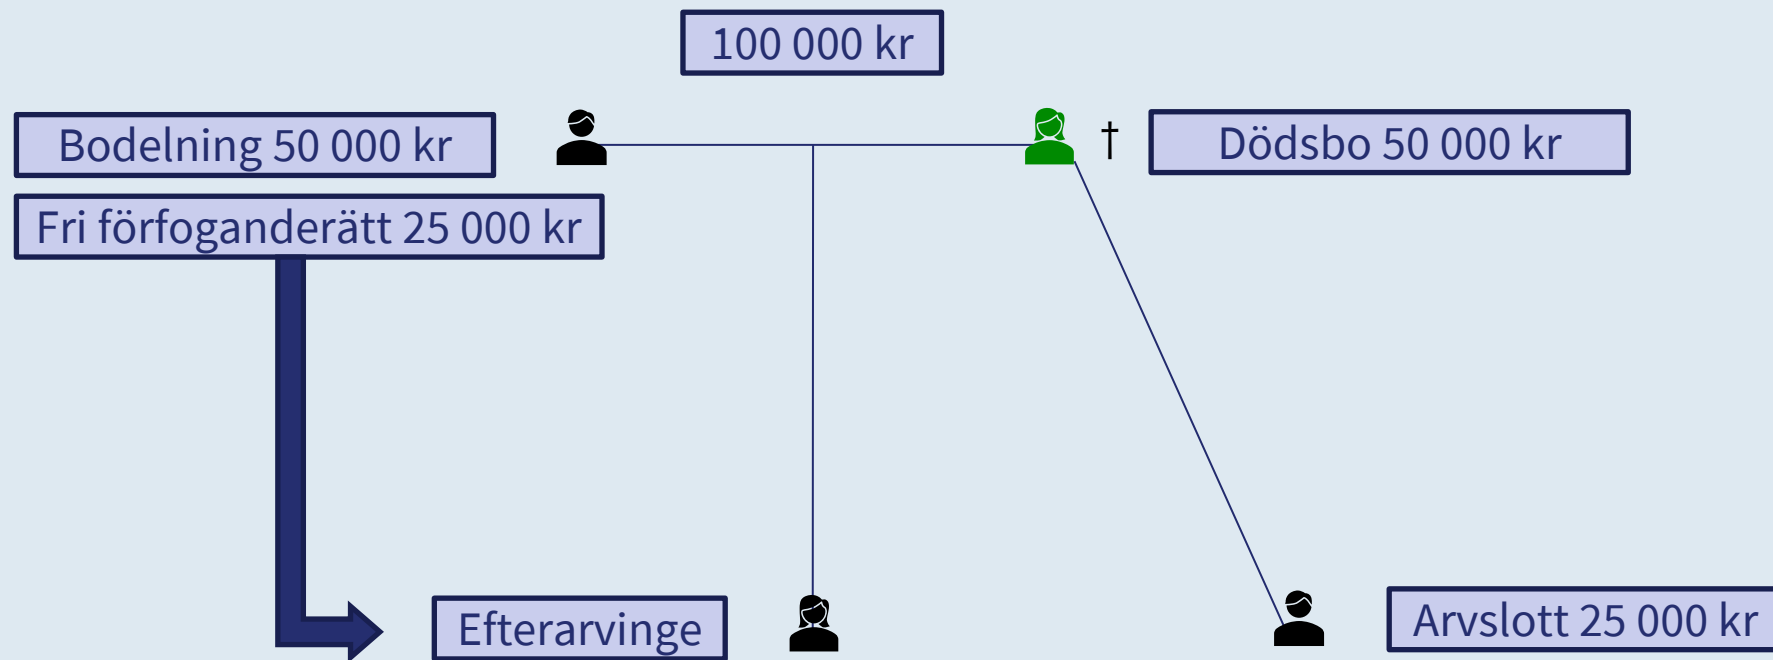 100 000 kr
Bodelning 50 000 kr
†
Dödsbo 50 000 kr
Fri förfoganderätt 25 000 kr
Efterarvinge
Arvslott 25 000 kr